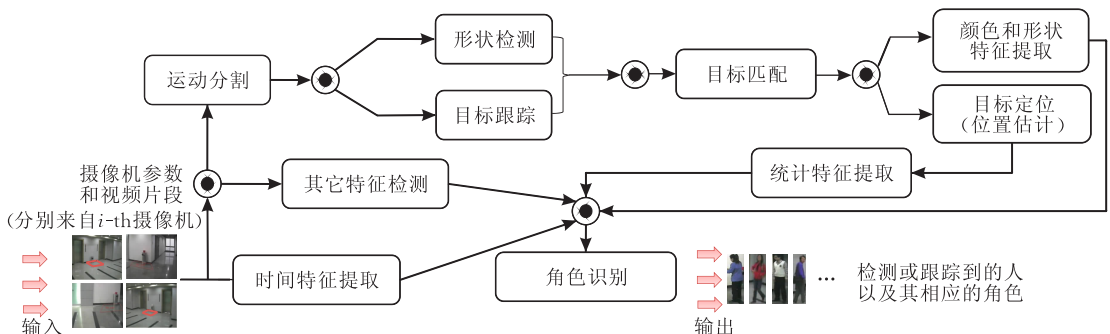 形状检测
颜色和形状
特征提取
运动分割
目标匹配
目标跟踪
目标定位
(位置估计)
摄像机参数
和视频片段
(分别来自i-th摄像机)
其它特征检测
统计特征提取
时间特征提取
角色识别
...
检测或跟踪到的人
以及其相应的角色
输入
输出